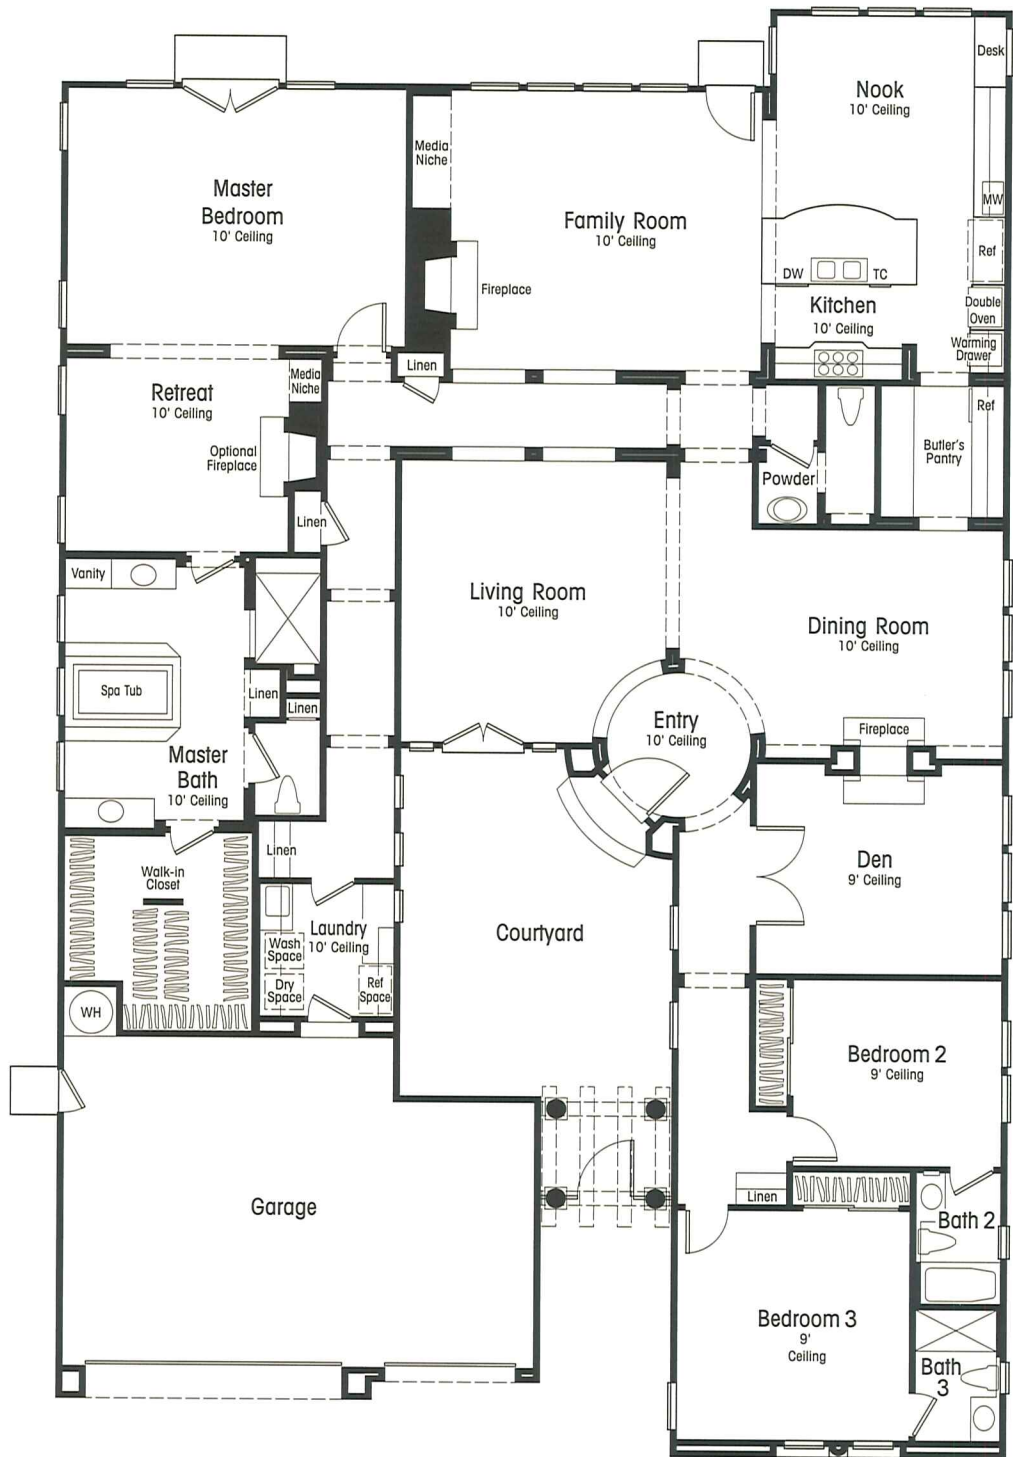 Desk
Nook
10' Ceiling
Media
Niche
Master
Bedroom
10' Ceiling
MW
Family Room
10' Ceiling
Ref
DW
TC
Fireplace
Kitchen
10' Ceiling
Double
Oven
Warming
Drawer
Linen
Media
Niche
Retreat
10' Ceiling
Ref
Optional
Fireplace
Butler's
Pantry
Powder
Linen
Vanity
Living Room
10' Ceiling
Dining Room
10' Ceiling
Spa Tub
Linen
Linen
Entry
10' Ceiling
Fireplace
Master
Bath
10' Ceiling
Linen
Walk-in
Closet
Den
9' Ceiling
Laundry
10' Ceiling
Wash
Space
Dry
Space
Ref
Space
Courtyard
WH
Bedroom 2
9' Ceiling
Linen
Garage
Bath 2
Bedroom 3
9'
Ceiling
Bath
3